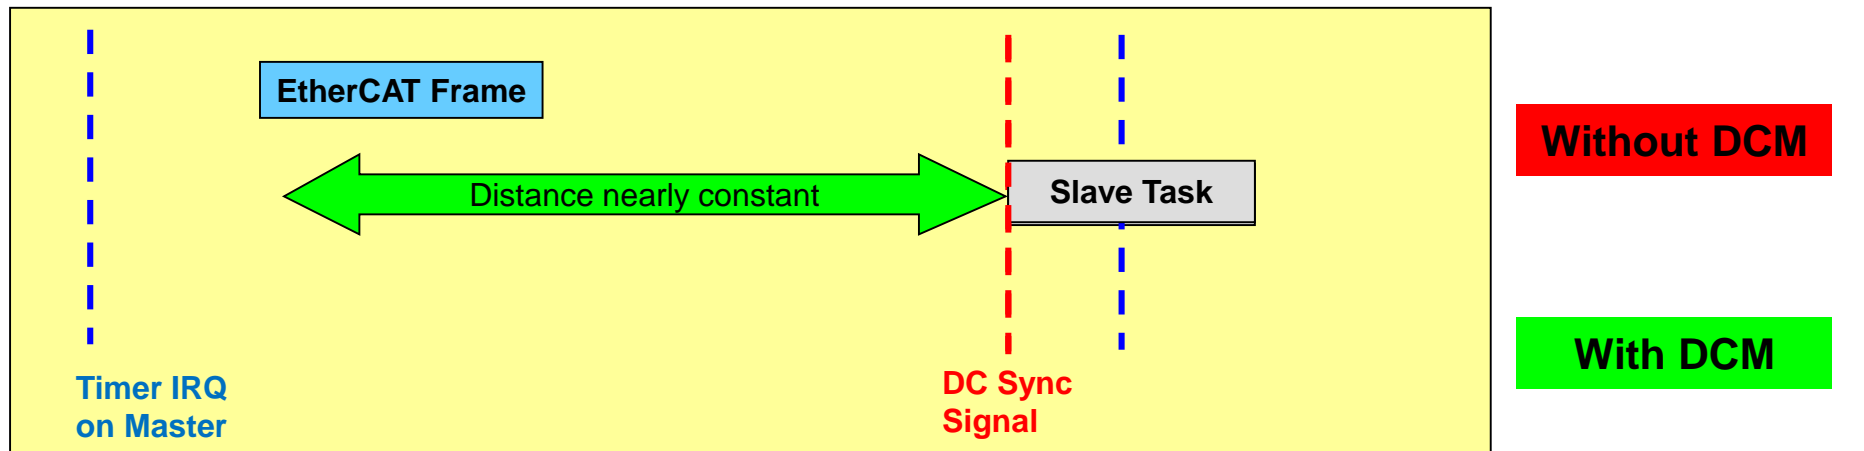 EtherCAT Frame
Without DCM
Distance nearly constant
Slave Task
With DCM
Timer IRQ
on Master
DC Sync
Signal